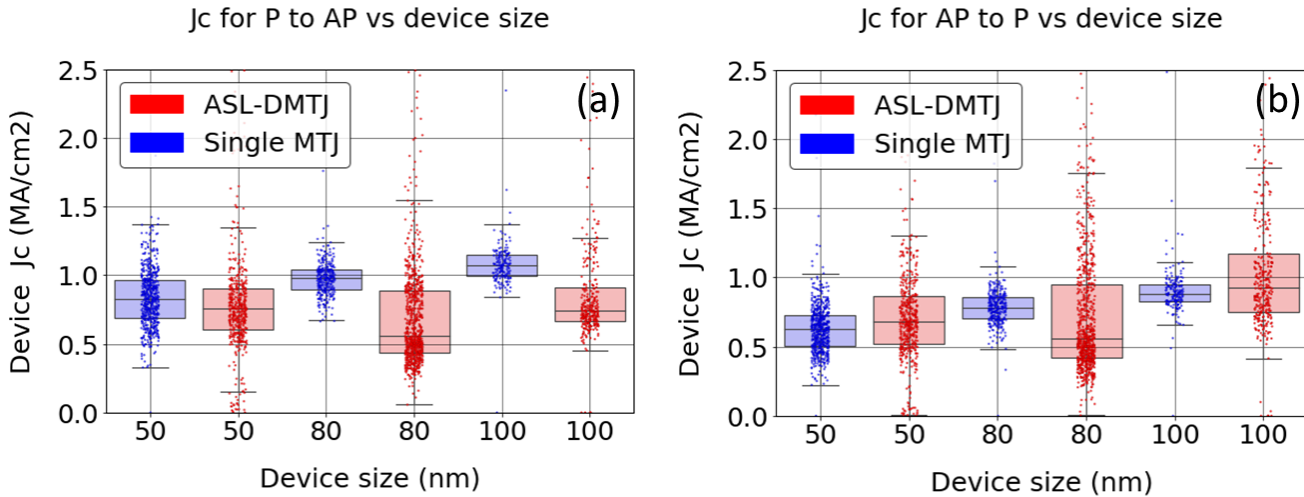 Jc for P to AP vs device size
(a)
ASL-DMTJ
Single MTJ
Device Jc (MA/cm2)
2.5
2.0
1.5
1.0
0.5
0.0
50 50 80 80 100 100
Device size (nm)
Jc for AP to P vs device size
(b)
ASL-DMTJ
Single MTJ
Device Jc (MA/cm2)
2.5
2.0
1.5
1.0
0.5
0.0
50 50 80 80 100 100
Device size (nm)